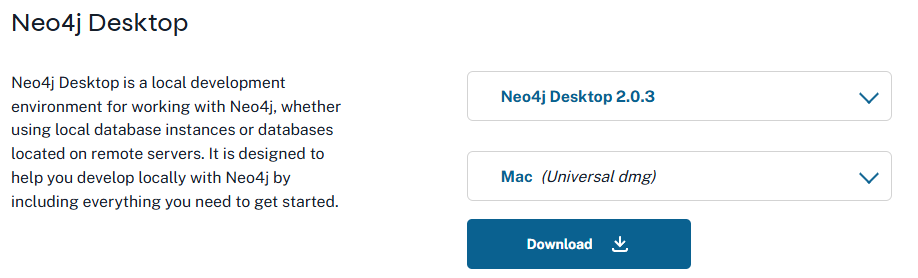 Neo4j Desktop
Neo4j Desktop is a local development
environment for working with Neo4j, whether
using local database instances or databases
located on remote servers. It is designed to
help you develop locally with Neo4j by
including everything you need to get started.
Neo4j Desktop 2.0.3
Mac (Universal dmg)
Download